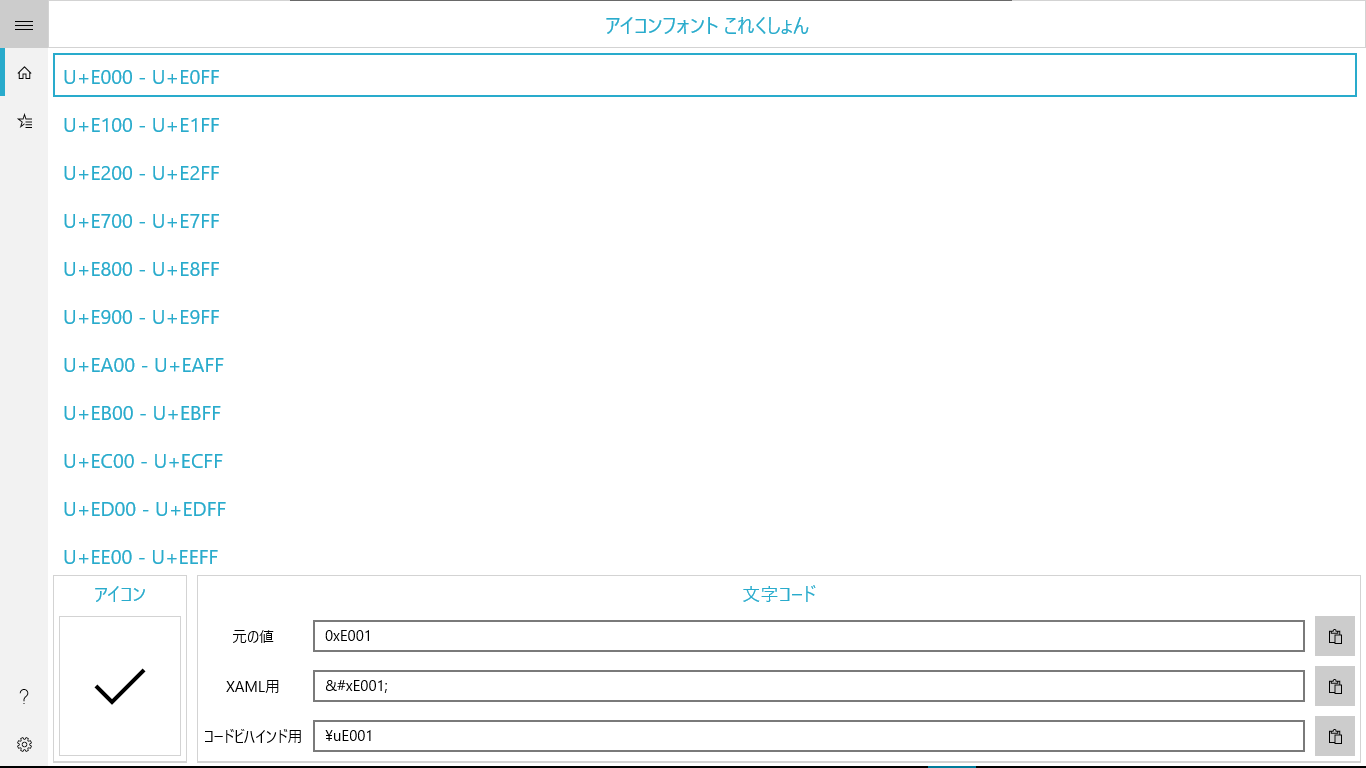 アイコンフォント これくしょん
U+E000 - U+E0FF
U+E100 - U+E1FF
U+E200 - U+E2FF
U+E700 - U+E7FF
U+E800 - U+E8FF
U+E900 - U+E9FF
U+EA00 - U+EAFF
U+EB00 - U+EBFF
U+EC00 - U+ECFF
U+ED00 - U+EDFF
U+EE00 - U+EEFF
アイコン
文字コード
元の値 0xE001
XAML用 &#xE001;
コードビハインド用 ¥uE001